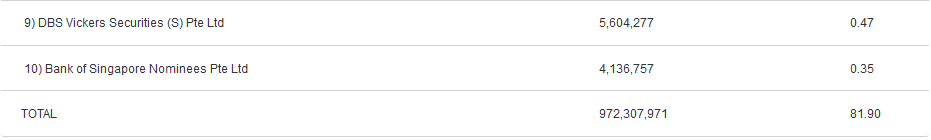 9) DBS Vickers Securities (S) Pte Ltd 5,604,277 0.47
10) Bank of Singapore Nominees Pte Ltd 4,136,757 0.35
TOTAL 972,307,971 81.90